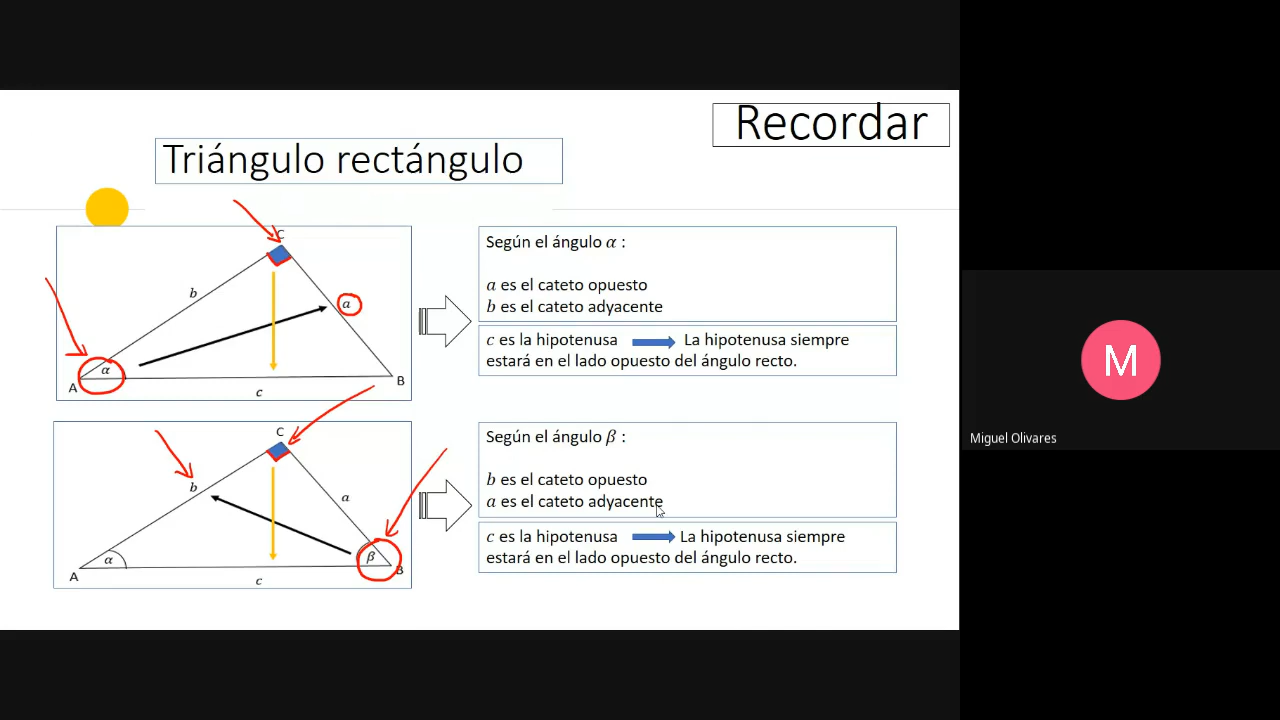 Recordar
Triángulo rectángulo
C
b
a
α
A
B
c
Según el ángulo α :
a es el cateto opuesto
b es el cateto adyacente
c es la hipotenusa La hipotenusa siempre
estará en el lado opuesto del ángulo recto.
C
b
a
α
β
A
B
c
Según el ángulo β :
b es el cateto opuesto
a es el cateto adyacente
c es la hipotenusa La hipotenusa siempre
estará en el lado opuesto del ángulo recto.
M
Miguel Olivares